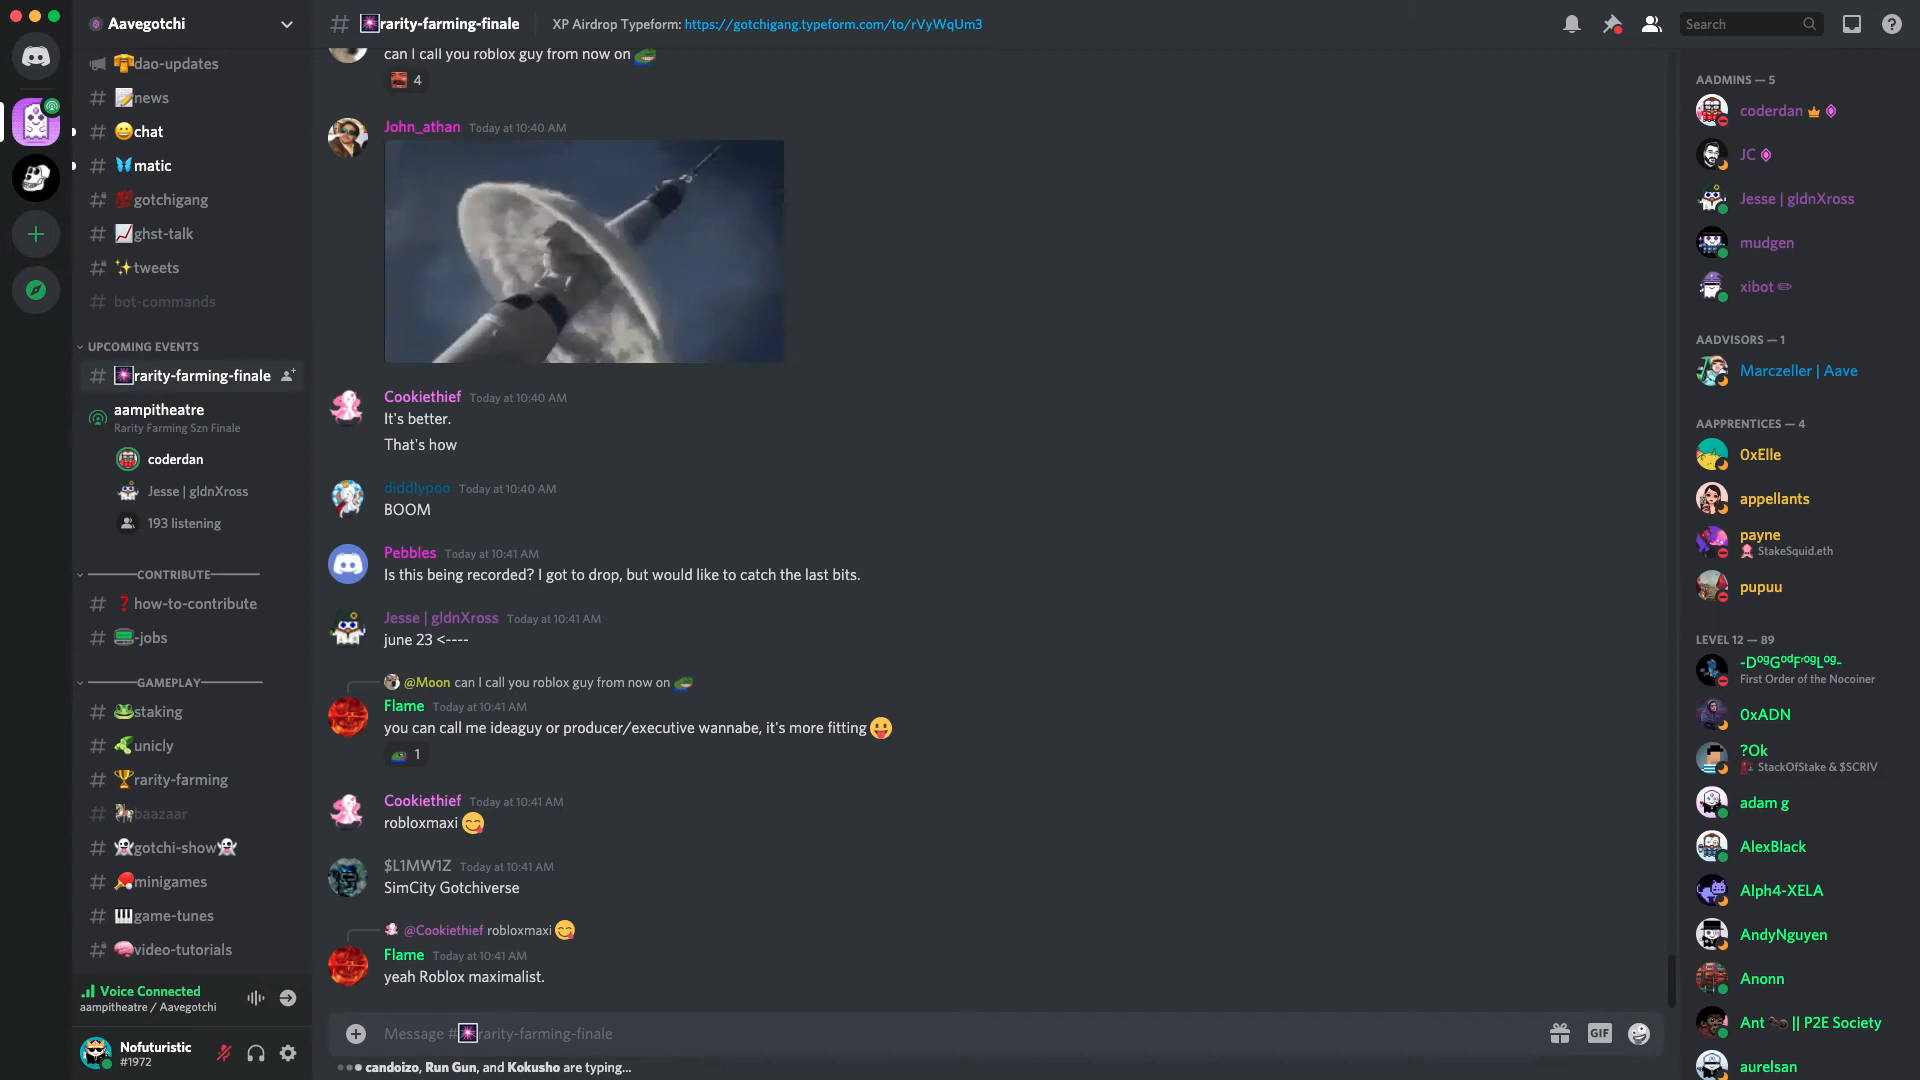 Aavegotchi
dao-updates
news
chat
matic
gotchigang
ghst-talk
tweets
bot-commands
UPCOMING EVENTS
rarity-farming-finale
aampitheatre
Rarity Farming Szn Finale
coderdan
Jesse | gldnXross
193 listening
CONTRIBUTE
how-to-contribute
-jobs
GAMEPLAY
staking
unicly
rarity-farming
baazaar
gotchi-show
minigames
game-tunes
video-tutorials
Voice Connected
aampitheatre / Aavegotchi
Nofuturistic
#1972
rarity-farming-finale
XP Airdrop Typeform: https://gotchigang.typeform.com/to/rVyWqUm3
Search
can I call you roblox guy from now on
4
John_athan Today at 10:40 AM
Cookiethief Today at 10:40 AM
It's better.
That's how
diddlypoo Today at 10:40 AM
BOOM
Pebbles Today at 10:41 AM
Is this being recorded? I got to drop, but would like to catch the last bits.
Jesse | gldnXross Today at 10:41 AM
june 23 <----
@Moon can I call you roblox guy from now on
Flame Today at 10:41 AM
you can call me ideaguy or producer/executive wannabe, it's more fitting 😛
1
Cookiethief Today at 10:41 AM
robloxmaxi 😋
$L1MW1Z Today at 10:41 AM
SimCity Gotchiverse
@Cookiethief robloxmaxi 😋
Flame Today at 10:41 AM
yeah Roblox maximalist.
Message #rarity-farming-finale
GIF
candoizo, Run Gun, and Kokusho are typing...
AADMINS — 5
coderdan
JC
Jesse | gldnXross
mudgen
xibot ✏
AADVISORS — 1
Marczeller | Aave
AAPRENTICES — 4
0xElle
appellants
payne
StakeSquid.eth
pupuu
LEVEL 12 — 89
-DᵒᵍGᵒᵈFʳᵒᵍLᵒᵍ-
First Order of the Nocoiner
0xADN
?Ok
StackOfStake & $SCRIV
adam g
AlexBlack
Alph4-XELA
AndyNguyen
Anonn
Ant 🐜 || P2E Society
aurelsan